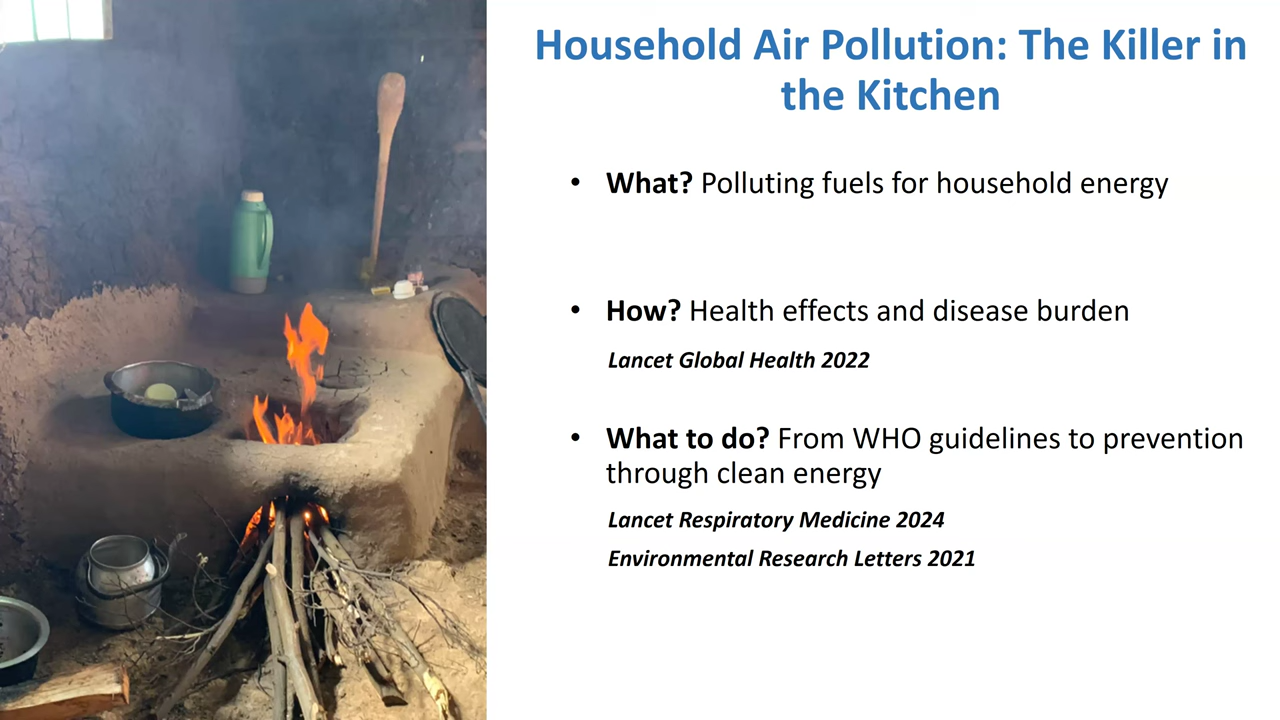 Household Air Pollution: The Killer in
the Kitchen
• What? Polluting fuels for household energy
• How? Health effects and disease burden
Lancet Global Health 2022
• What to do? From WHO guidelines to prevention
through clean energy
Lancet Respiratory Medicine 2024
Environmental Research Letters 2021